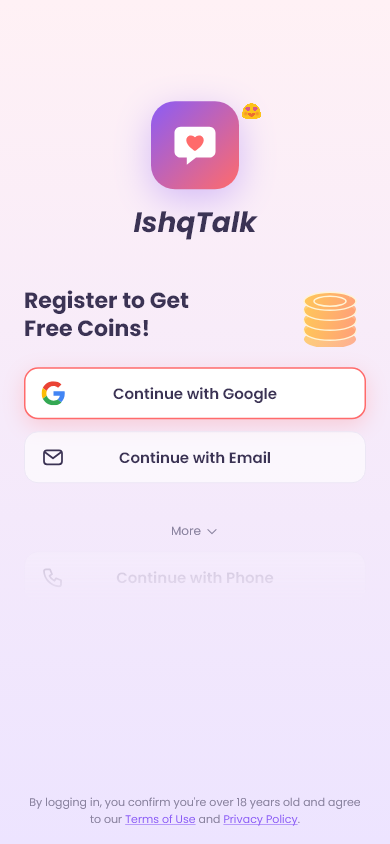 IshqTalk
Register to Get
Free Coins!
Continue with Google
Continue with Email
More
Continue with Phone
By logging in, you confirm you're over 18 years old and agree
to our Terms of Use and Privacy Policy.